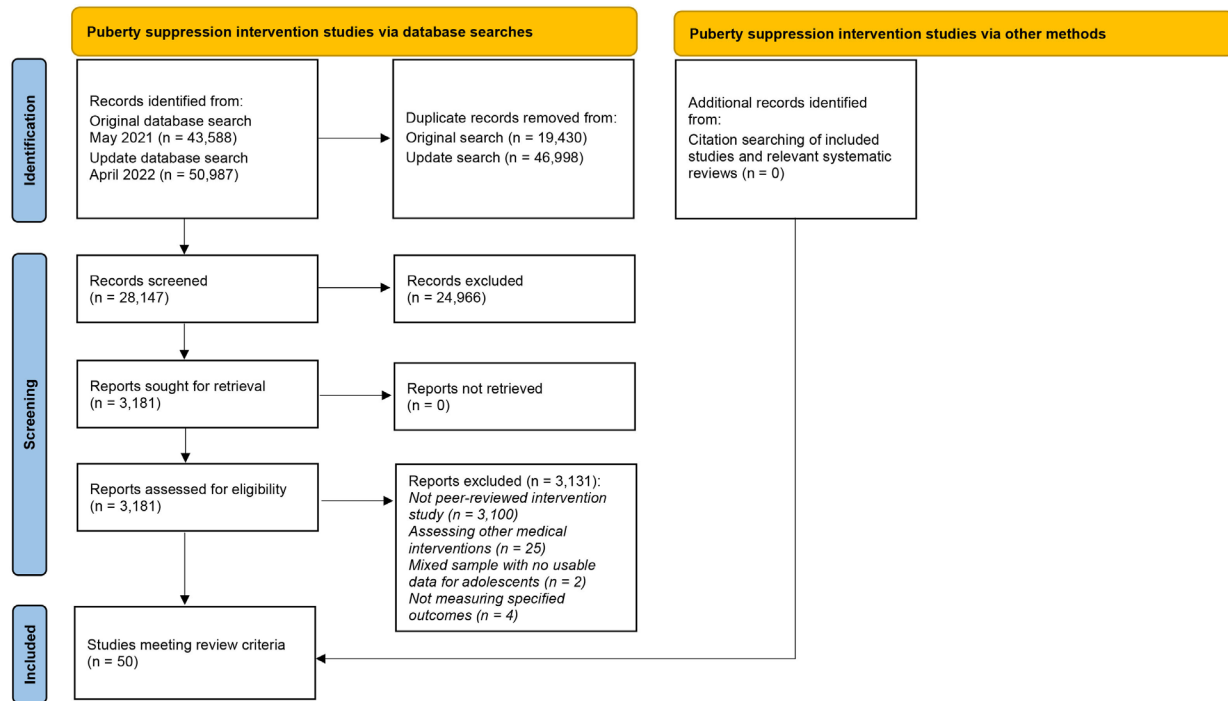 Puberty suppression intervention studies via database searches
Puberty suppression intervention studies via other methods
Identification
Records identified from:
Original database search
May 2021 (n = 43,588)
Update database search
April 2022 (n = 50,987)
Duplicate records removed from:
Original search (n = 19,430)
Update search (n = 46,998)
Additional records identified
from:
Citation searching of included
studies and relevant systematic
reviews (n = 0)
Screening
Records screened
(n = 28,147)
Records excluded
(n = 24,966)
Reports sought for retrieval
(n = 3,181)
Reports not retrieved
(n = 0)
Reports assessed for eligibility
(n = 3,181)
Reports excluded (n = 3,131):
Not peer-reviewed intervention
study (n = 3,100)
Assessing other medical
interventions (n = 25)
Mixed sample with no usable
data for adolescents (n = 2)
Not measuring specified
outcomes (n = 4)
Included
Studies meeting review criteria
(n = 50)